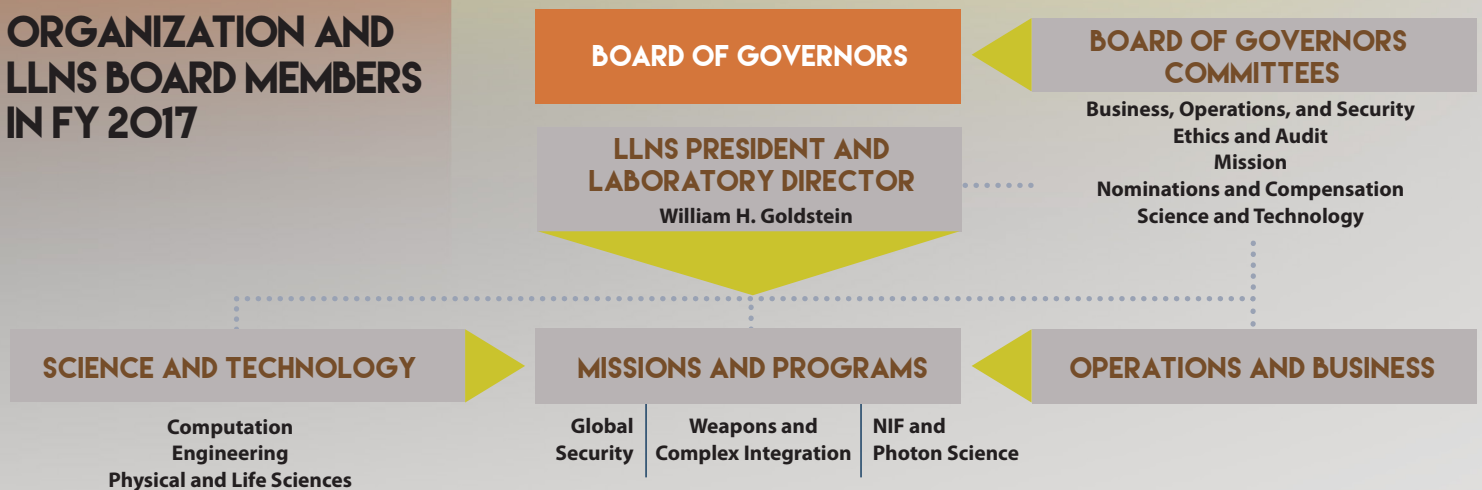 ORGANIZATION AND
LLNS BOARD MEMBERS
IN FY 2017
BOARD OF GOVERNORS
BOARD OF GOVERNORS
COMMITTEES
Business, Operations, and Security
Ethics and Audit
Mission
Nominations and Compensation
Science and Technology
LLNS PRESIDENT AND
LABORATORY DIRECTOR
William H. Goldstein
SCIENCE AND TECHNOLOGY
Computation
Engineering
Physical and Life Sciences
MISSIONS AND PROGRAMS
Global
Security
Weapons and
Complex Integration
NIF and
Photon Science
OPERATIONS AND BUSINESS